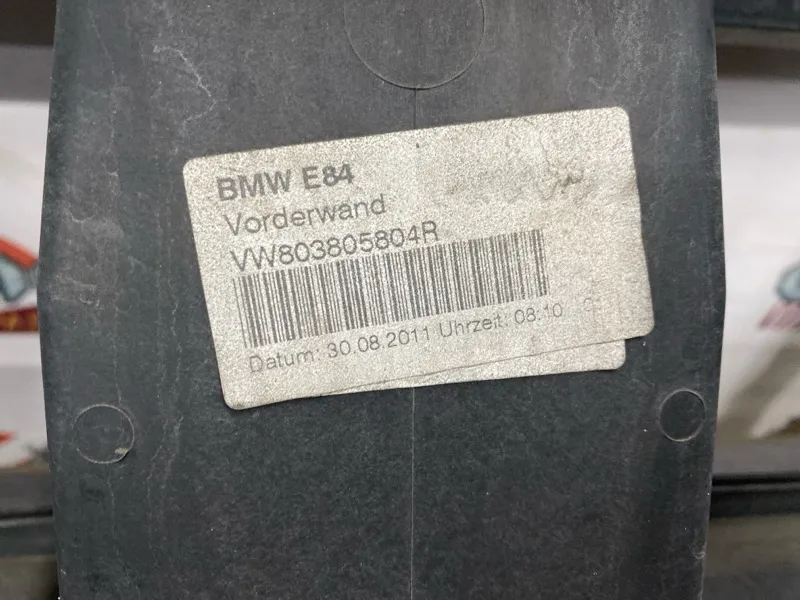 BMW E84
Vorderwand
VW803805804R
Datum: 30.08.2011 Uhrzeit: 08:10